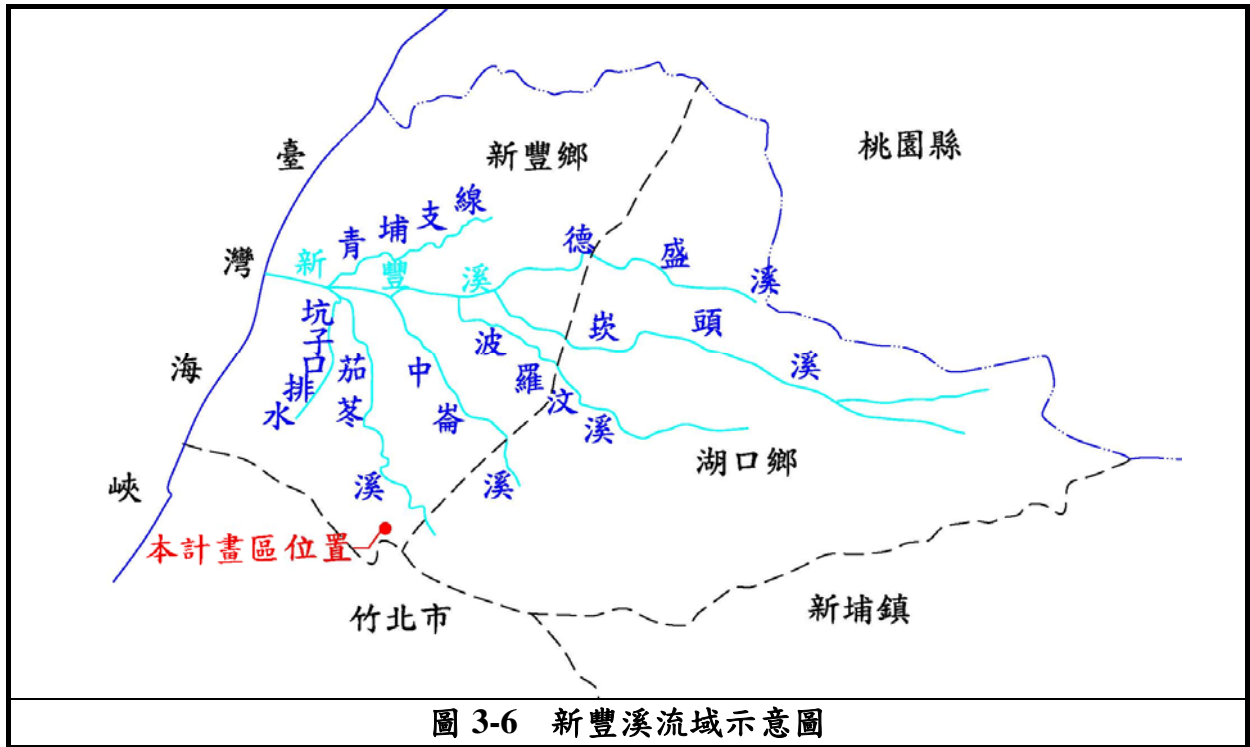 臺灣海峽
新豐鄉
桃園縣
青埔支線
新豐溪
德盛溪
坑子口排水
茄苳溪
中崙溪
波羅汶溪
崁頭溪
湖口鄉
本計畫區位置
竹北市
新埔鎮
圖 3-6 新豐溪流域示意圖